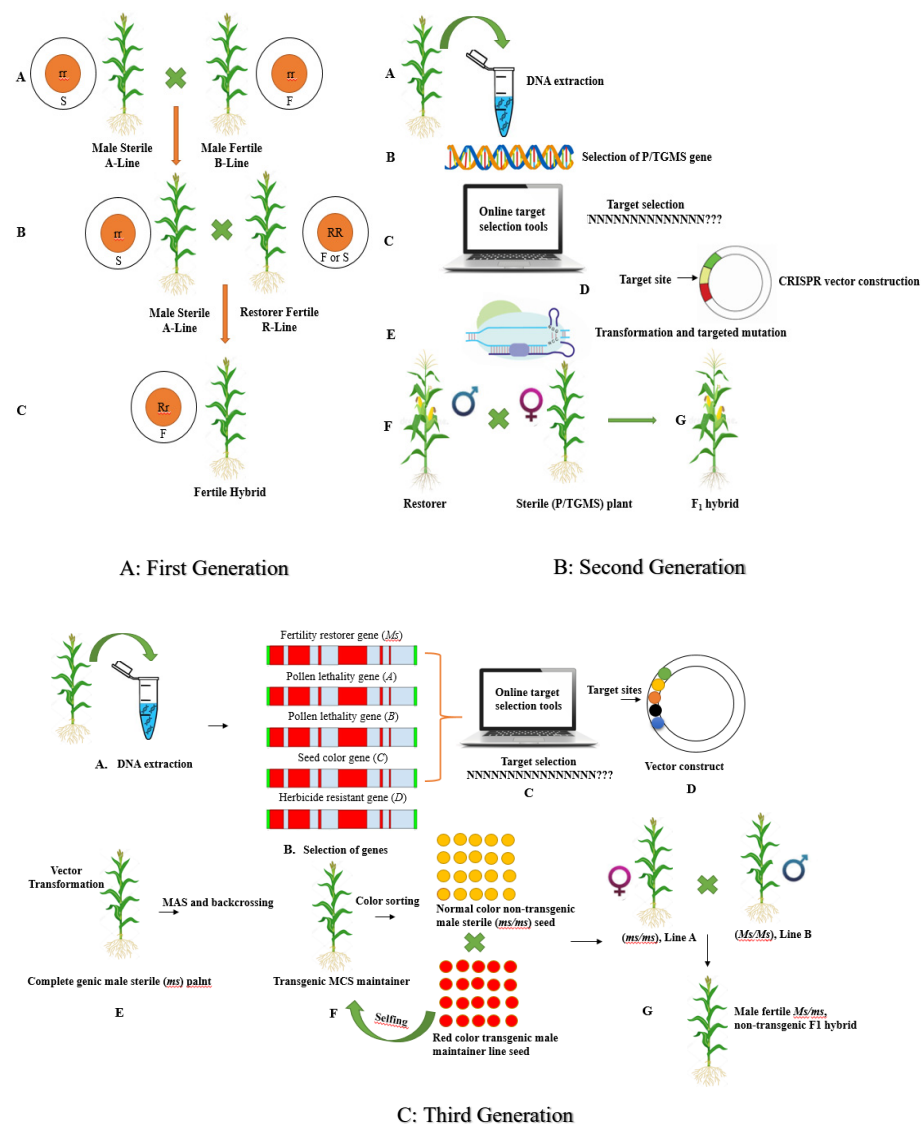 A
rr
S
rr
F
Male Sterile
A-Line
Male Fertile
B-Line
B
rr
S
RR
F or S
Male Sterile
A-Line
Restorer Fertile
R-Line
C
Rr
F
Fertile Hybrid
A: First Generation
A
DNA extraction
B
Selection of P/TGMS gene
C
Online target
selection tools
Target selection
NNNNNNNNNNNNNN???
D
Target site
CRISPR vector construction
E
Transformation and targeted mutation
F
G
Restorer
Sterile (P/TGMS) plant
F1 hybrid
B: Second Generation
A. DNA extraction
Fertility restorer gene (Ms)
Pollen lethality gene (A)
Pollen lethality gene (B)
Seed color gene (C)
Herbicide resistant gene (D)
B. Selection of genes
Online target
selection tools
Target selection
NNNNNNNNNNNNNNNN???
C
Target sites
Vector construct
D
Vector
Transformation
MAS and backcrossing
Complete genic male sterile (ms) palnt
E
Color sorting
Transgenic MCS maintainer
F
Selfing
Normal color non-transgenic
male sterile (ms/ms) seed
Red color transgenic male
maintainer line seed
(ms/ms), Line A
(Ms/Ms), Line B
G
Male fertile Ms/ms,
non-transgenic F1 hybrid
C: Third Generation